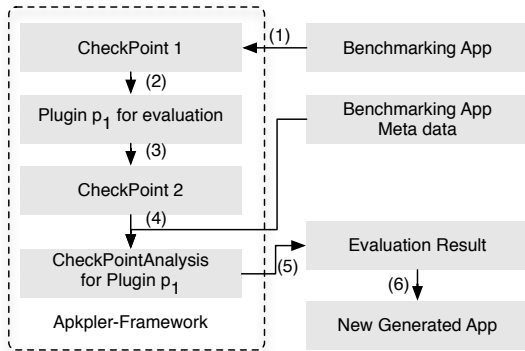 CheckPoint 1
(1)
Benchmarking App
(2)
Plugin p1 for evaluation
Benchmarking App
Meta data
(3)
CheckPoint 2
(4)
CheckPointAnalysis
for Plugin p1
(5)
Evaluation Result
(6)
Apkpler-Framework
New Generated App